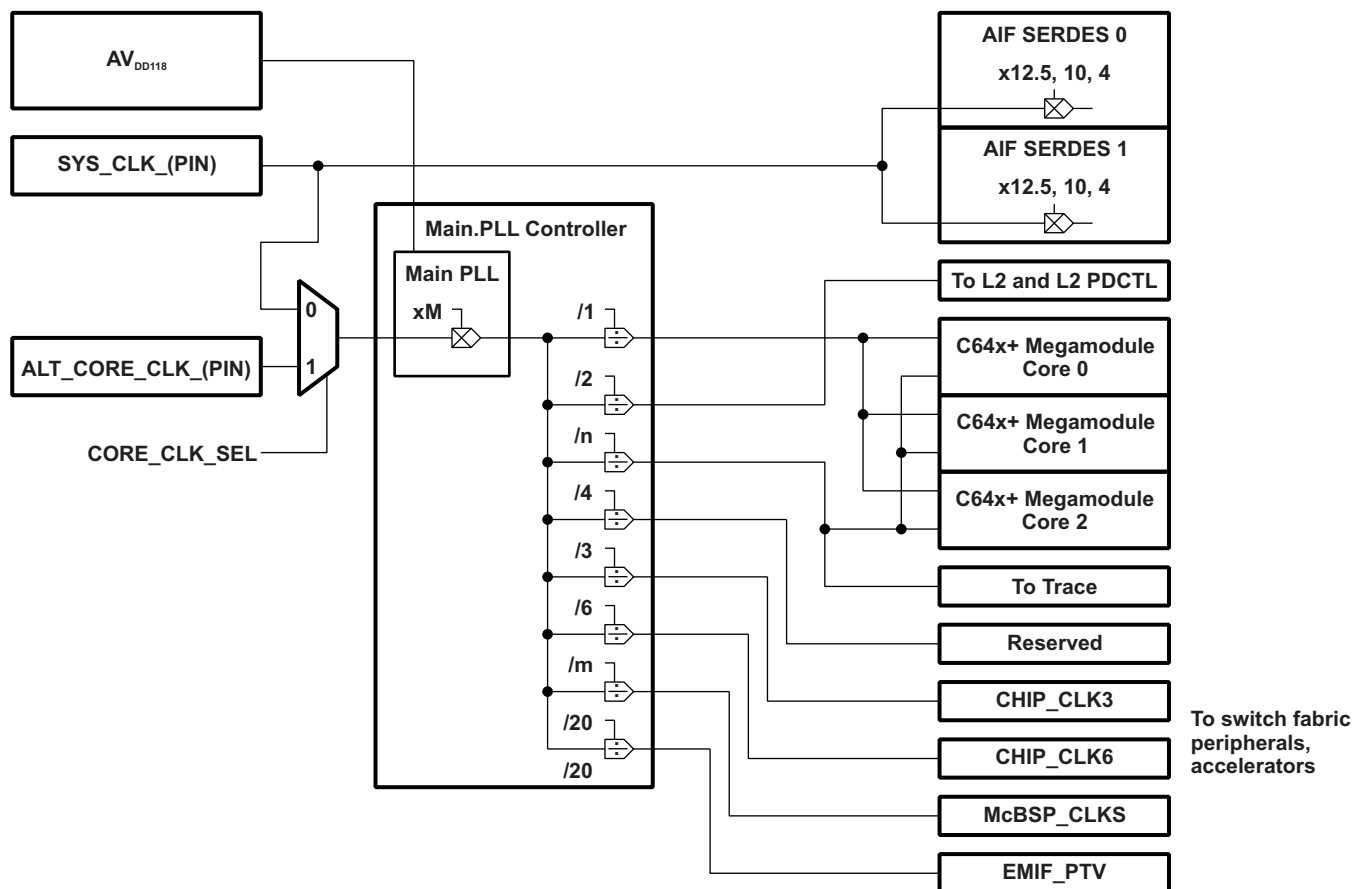 AV DD118
SYS_CLK_(PIN)
ALT_CORE_CLK_(PIN)
CORE_CLK_SEL
0
1
Main.PLL Controller
Main PLL
xM
/1
/2
/n
/4
/3
/6
/m
/20
/20
AIF SERDES 0
x12.5, 10, 4
AIF SERDES 1
x12.5, 10, 4
To L2 and L2 PDCTL
C64x+ Megamodule
Core 0
C64x+ Megamodule
Core 1
C64x+ Megamodule
Core 2
To Trace
Reserved
CHIP_CLK3
CHIP_CLK6
McBSP_CLKS
EMIF_PTV
To switch fabric
peripherals,
accelerators